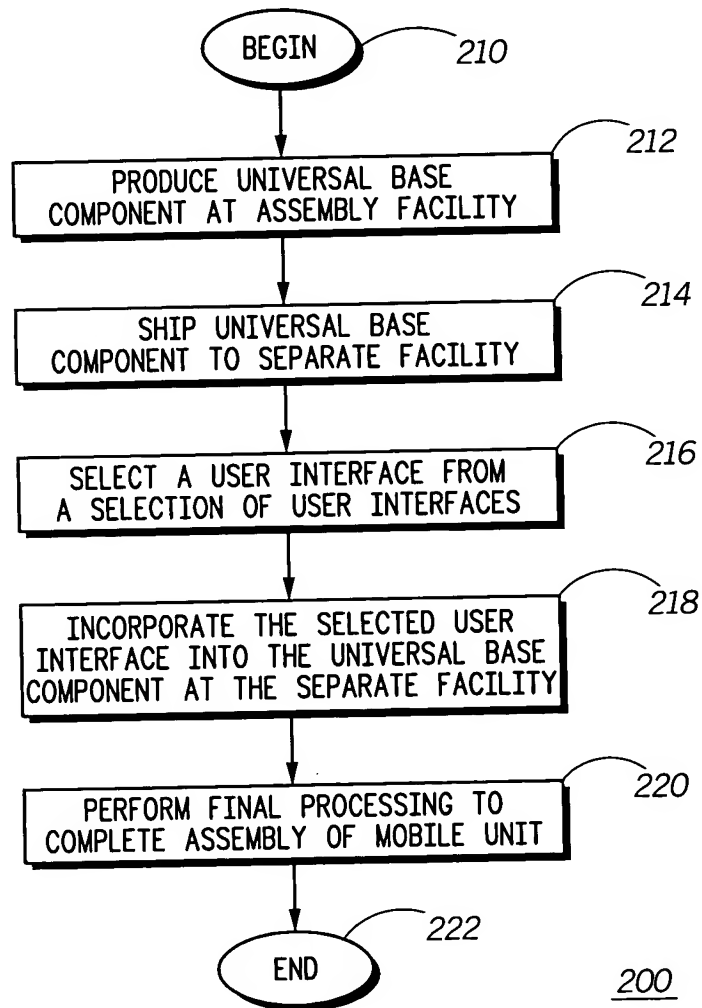 BEGIN
210
212
PRODUCE UNIVERSAL BASE
COMPONENT AT ASSEMBLY FACILITY
214
SHIP UNIVERSAL BASE
COMPONENT TO SEPARATE FACILITY
216
SELECT A USER INTERFACE FROM
A SELECTION OF USER INTERFACES
218
INCORPORATE THE SELECTED USER
INTERFACE INTO THE UNIVERSAL BASE
COMPONENT AT THE SEPARATE FACILITY
220
PERFORM FINAL PROCESSING TO
COMPLETE ASSEMBLY OF MOBILE UNIT
222
END
200